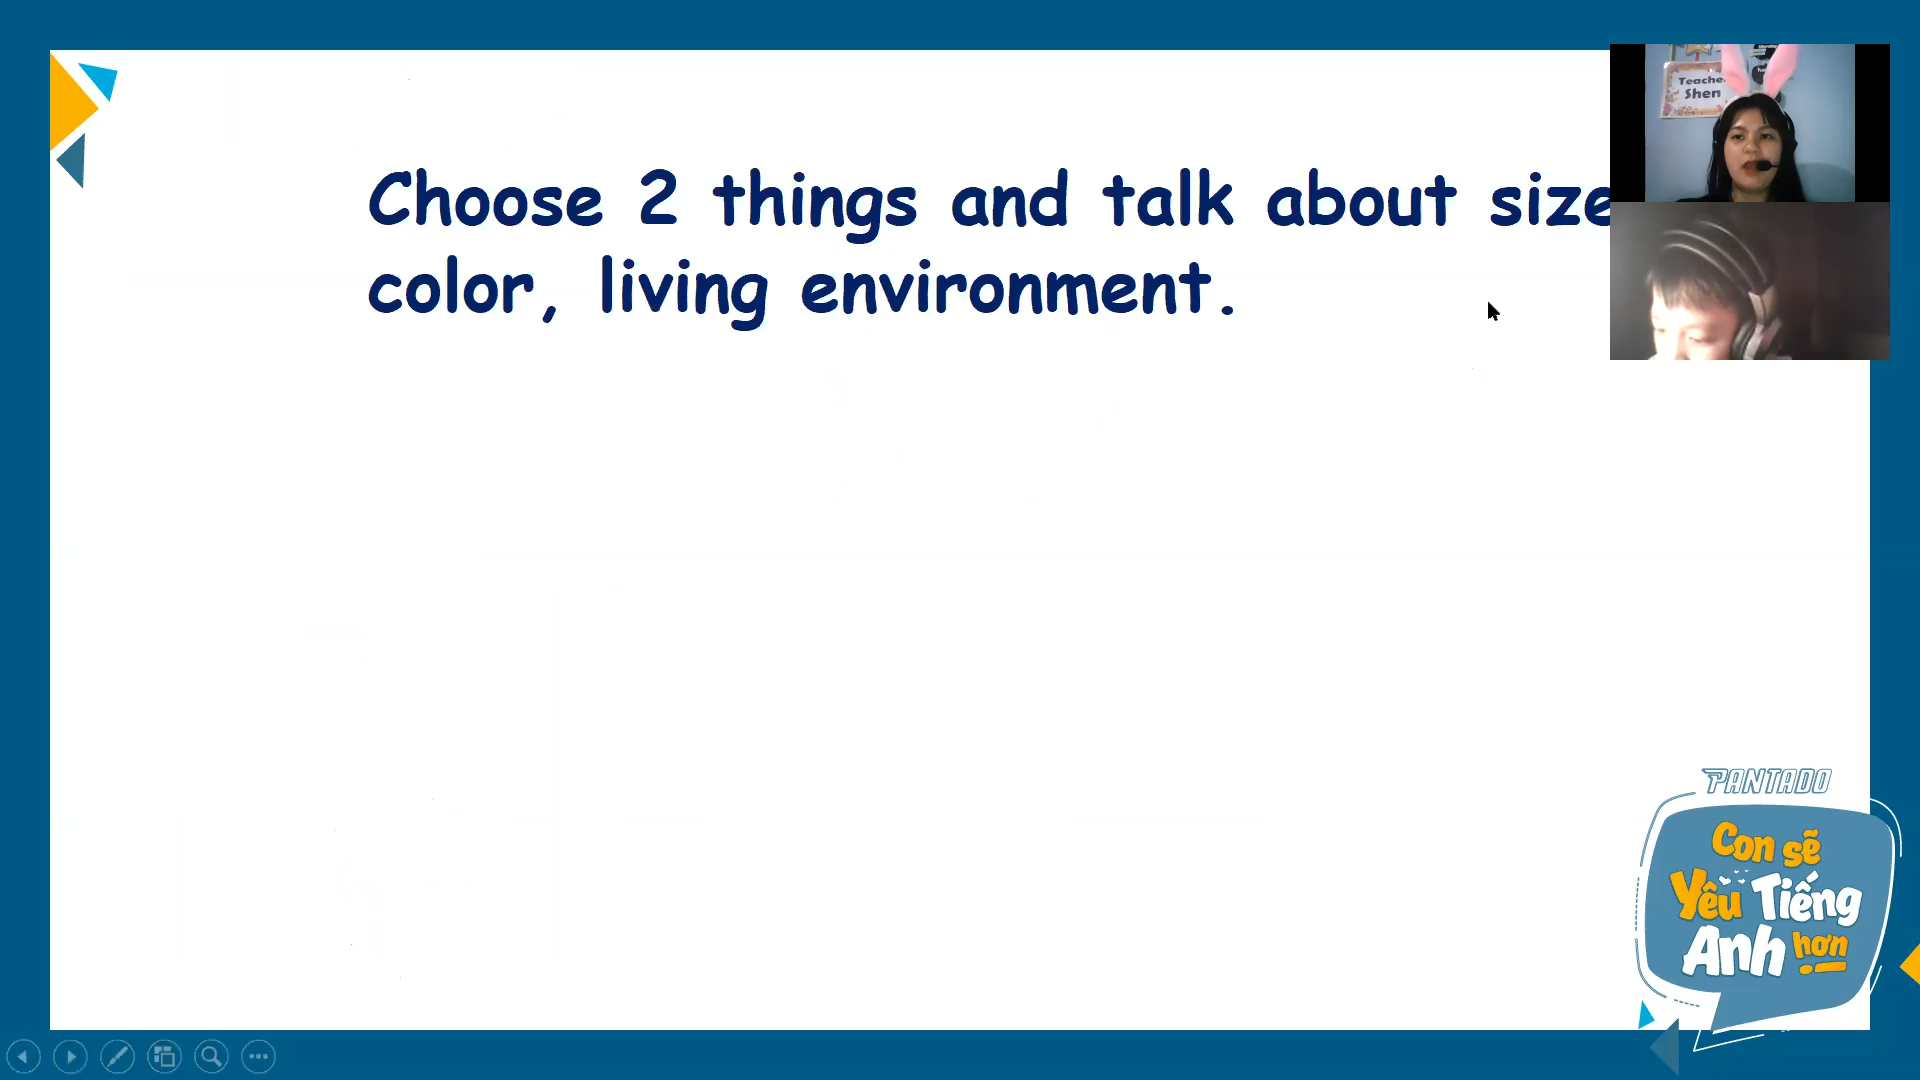 Choose 2 things and talk about size
color, living environment.
Teacher
Shen
PANTADO
Con sẽ
Yêu Tiếng
Anh hơn